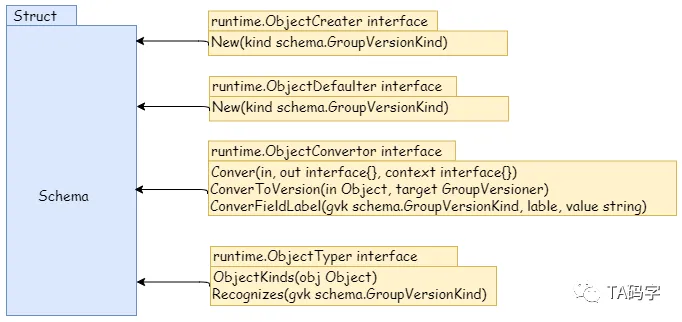 Struct
Schema
runtime.ObjectCreater interface
New(kind schema.GroupVersionKind)
runtime.ObjectDefaulter interface
New(kind schema.GroupVersionKind)
runtime.ObjectConvertor interface
Conver(in, out interface{}, context interface{})
ConverToVersion(in Object, target GroupVersioner)
ConverFieldLabel(gvk schema.GroupVersionKind, lable, value string)
runtime.ObjectTyper interface
ObjectKinds(obj Object)
Recognizes(gvk schema.GroupVersionKind)
TA码字